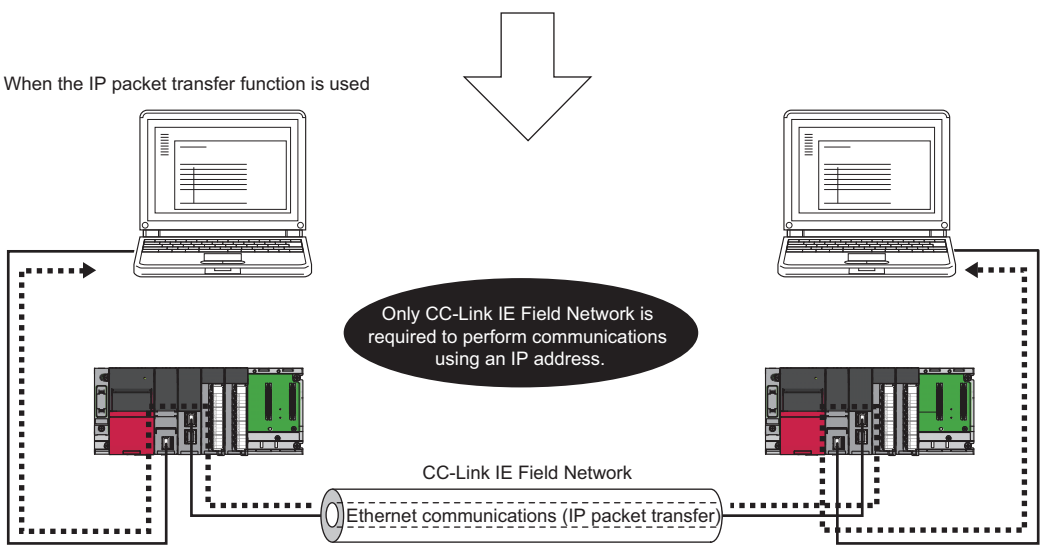 When the IP packet transfer function is used
Only CC-Link IE Field Network is
required to perform communications
using an IP address.
CC-Link IE Field Network
Ethernet communications (IP packet transfer)